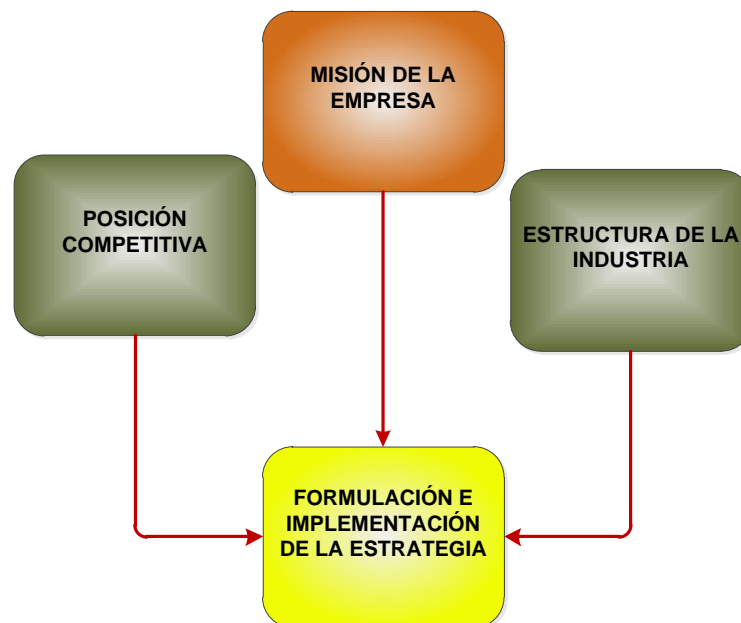 MISIÓN DE LA
EMPRESA
POSICIÓN
COMPETITIVA
ESTRUCTURA DE LA
INDUSTRIA
FORMULACIÓN E
IMPLEMENTACIÓN
DE LA ESTRATEGIA